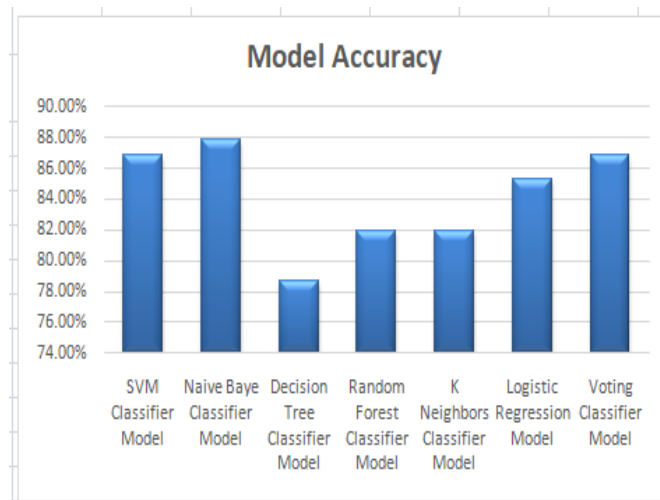 Model Accuracy
90.00%
88.00%
86.00%
84.00%
82.00%
80.00%
78.00%
76.00%
74.00%
SVM
Classifier
Model
Naive Baye
Classifier
Model
Decision
Tree
Classifier
Model
Random
Forest
Classifier
Model
K
Neighbors
Classifier
Model
Logistic
Regression
Model
Voting
Classifier
Model